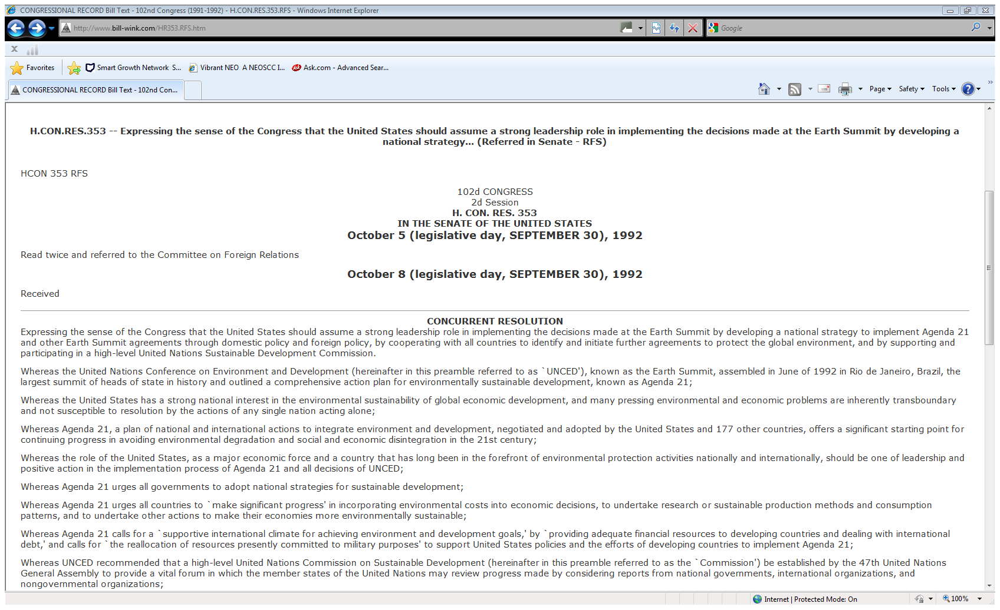 CONGRESSIONAL RECORD Bill Text - 102nd Congress (1991-1992) - H.CON.RES.353.RFS - Windows Internet Explorer
http://www.bill-wink.com/HR353.RFS.htm
Google
X
Favorites
Smart Growth Network S...
Vibrant NEO A NEOSCC I...
Ask.com - Advanced Sear...
CONGRESSIONAL RECORD Bill Text - 102nd Con...
Page
Safety
Tools
H.CON.RES.353 -- Expressing the sense of the Congress that the United States should assume a strong leadership role in implementing the decisions made at the Earth Summit by developing a
national strategy... (Referred in Senate - RFS)
HCON 353 RFS
102d CONGRESS
2d Session
H. CON. RES. 353
IN THE SENATE OF THE UNITED STATES
October 5 (legislative day, SEPTEMBER 30), 1992
Read twice and referred to the Committee on Foreign Relations
October 8 (legislative day, SEPTEMBER 30), 1992
Received
CONCURRENT RESOLUTION
Expressing the sense of the Congress that the United States should assume a strong leadership role in implementing the decisions made at the Earth Summit by developing a national strategy to implement Agenda 21
and other Earth Summit agreements through domestic policy and foreign policy, by cooperating with all countries to identify and initiate further agreements to protect the global environment, and by supporting and
participating in a high-level United Nations Sustainable Development Commission.
Whereas the United Nations Conference on Environment and Development (hereinafter in this preamble referred to as `UNCED'), known as the Earth Summit, assembled in June of 1992 in Rio de Janeiro, Brazil, the
largest summit of heads of state in history and outlined a comprehensive action plan for environmentally sustainable development, known as Agenda 21;
Whereas the United States has a strong national interest in the environmental sustainability of global economic development, and many pressing environmental and economic problems are inherently transboundary
and not susceptible to resolution by the actions of any single nation acting alone;
Whereas Agenda 21, a plan of national and international actions to integrate environment and development, negotiated and adopted by the United States and 177 other countries, offers a significant starting point for
continuing progress in avoiding environmental degradation and social and economic disintegration in the 21st century;
Whereas the role of the United States, as a major economic force and a country that has long been in the forefront of environmental protection activities nationally and internationally, should be one of leadership and
positive action in the implementation process of Agenda 21 and all decisions of UNCED;
Whereas Agenda 21 urges all governments to adopt national strategies for sustainable development;
Whereas Agenda 21 urges all countries to `make significant progress' in incorporating environmental costs into economic decisions, to undertake research or sustainable production methods and consumption
patterns, and to undertake other actions to make their economies more environmentally sustainable;
Whereas Agenda 21 calls for a `supportive international climate for achieving environment and development goals,' by `providing adequate financial resources to developing countries and dealing with international
debt,' and calls for `the reallocation of resources presently committed to military purposes' to support United States policies and the efforts of developing countries to implement Agenda 21;
Whereas UNCED recommended that a high-level United Nations Commission on Sustainable Development (hereinafter in this preamble referred to as the `Commission') be established by the 47th United Nations
General Assembly to provide a vital forum in which the member states of the United Nations may review progress made by considering reports from national governments, international organizations, and
nongovernmental organizations;
Internet | Protected Mode: On
100%